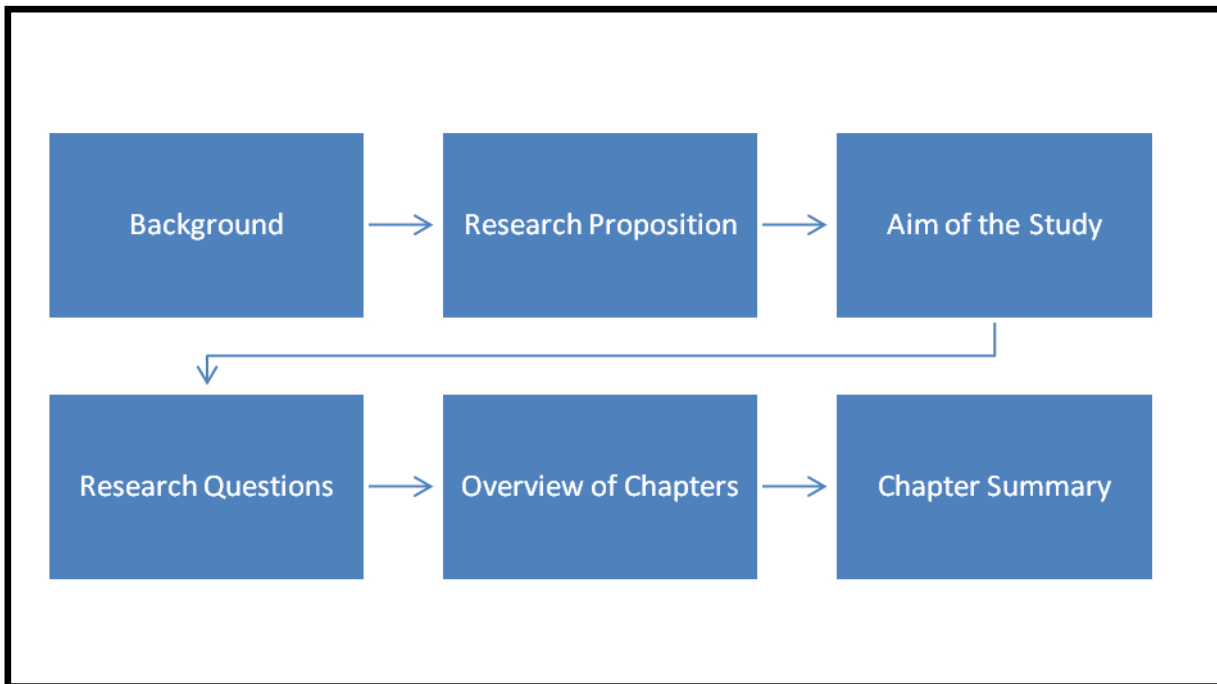 Background
Research Proposition
Aim of the Study
Research Questions
Overview of Chapters
Chapter Summary